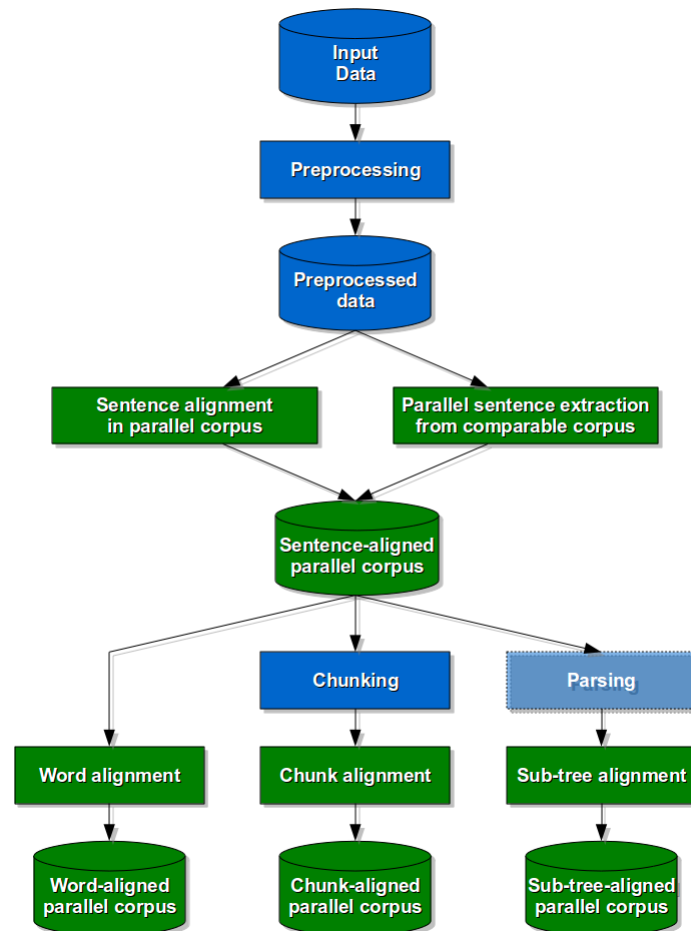 Input
Data
Preprocessing
Preprocessed
data
Sentence alignment
in parallel corpus
Parallel sentence extraction
from comparable corpus
Sentence-aligned
parallel corpus
Chunking
Parsing
Word alignment
Chunk alignment
Sub-tree alignment
Word-aligned
parallel corpus
Chunk-aligned
parallel corpus
Sub-tree-aligned
parallel corpus